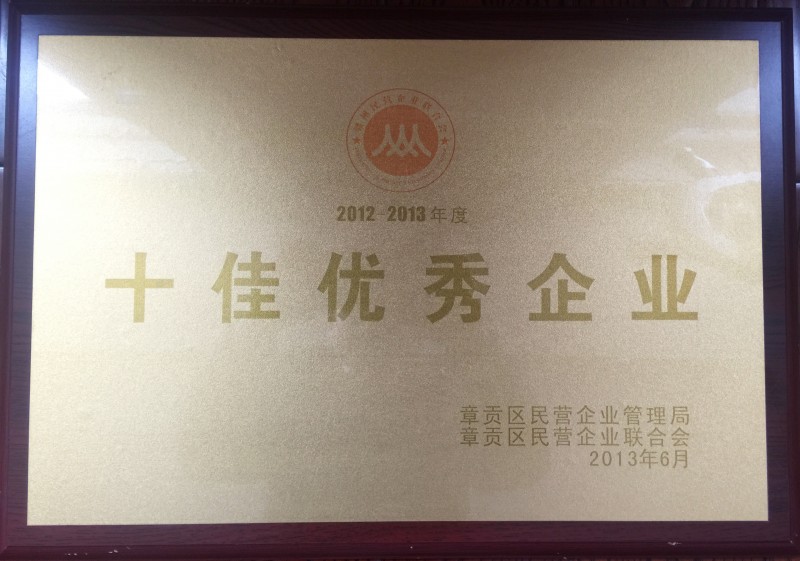 2012-2013年度
十佳优秀企业
章贡区民营企业管理局
章贡区民营企业联合会
2013年6月